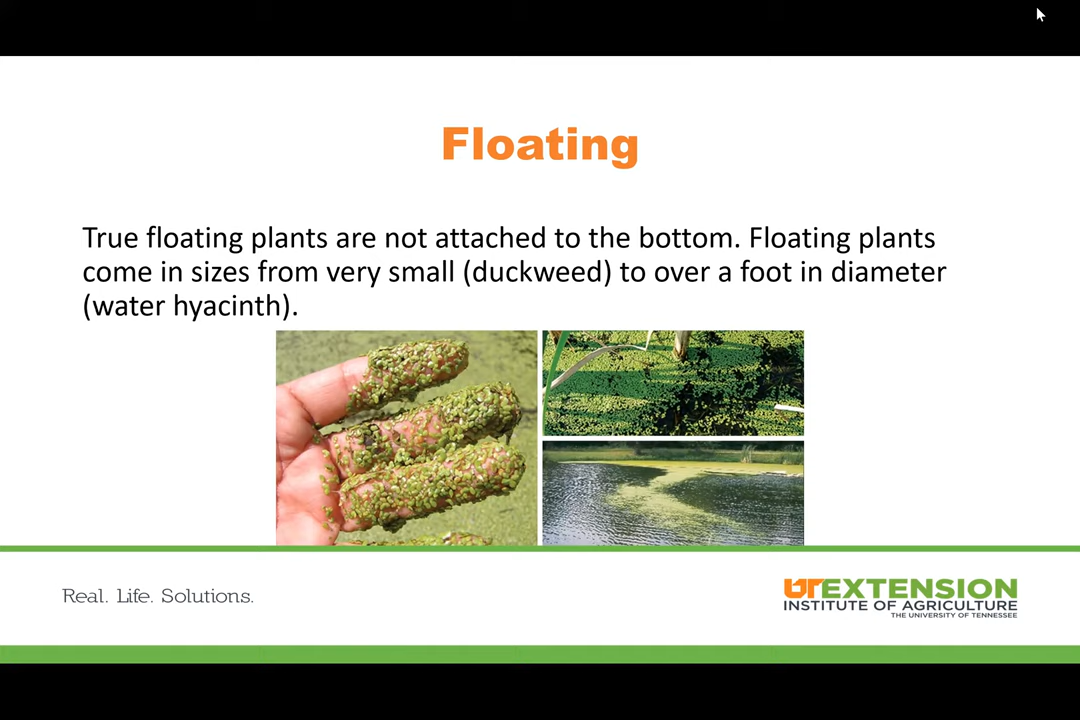 Floating
True floating plants are not attached to the bottom. Floating plants
come in sizes from very small (duckweed) to over a foot in diameter
(water hyacinth).
Real. Life. Solutions.
UTEXTENSION
INSTITUTE OF AGRICULTURE
THE UNIVERSITY OF TENNESSEE